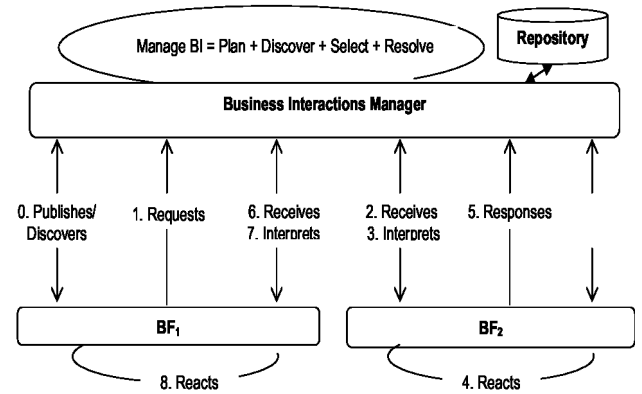 Manage BI = Plan + Discover + Select + Resolve
Repository
Business Interactions Manager
0. Publishes/
Discovers
1. Requests
6. Receives
7. Interprets
2. Receives
3. Interprets
5. Responses
BF₁
BF₂
8. Reacts
4. Reacts